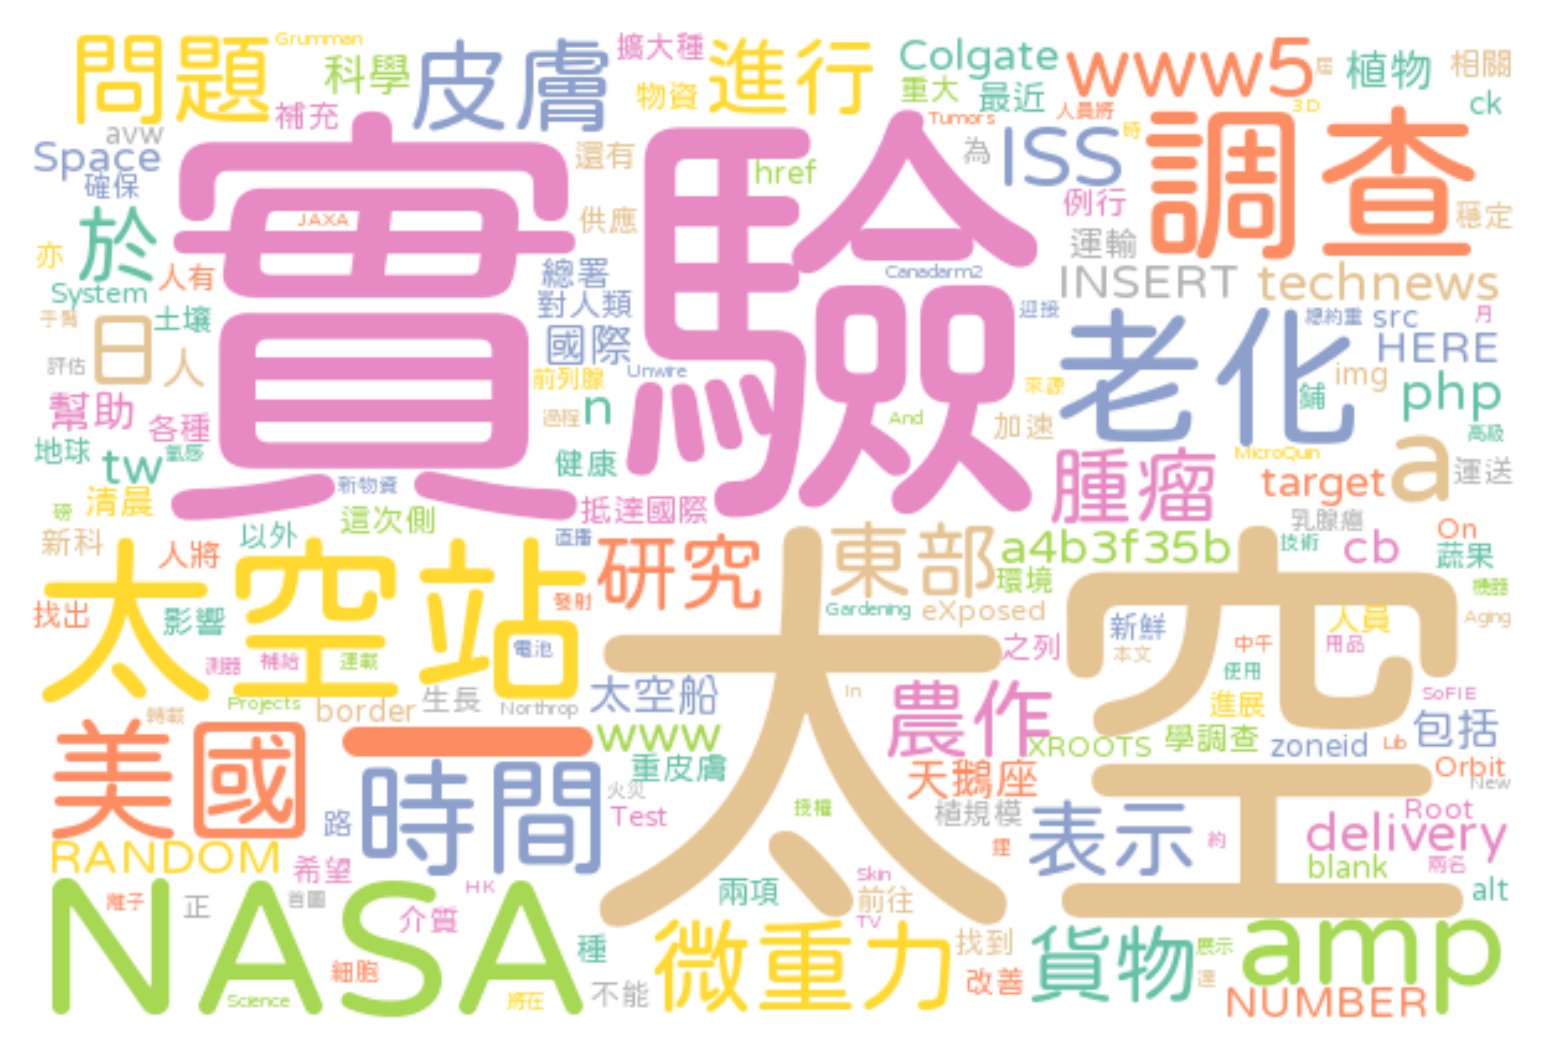 Grumman
問題
科學
皮膚
擴大種
進行
Colgate
www5
屆
植物
相關
物資
重大
最近
3D
ck
補充
人員將
Tumors
avw
Space
還有
為
ISS
時
調查
確保
實驗
href
例行
JAXA
供應
穩定
於
運輸
亦
人有
總署
Canadarm2
INSERT
technews
System
對人類
迎接
老化
總約重
src
月
手臂
土壤
日
人
國際
HERE
評估
前列腺
Unwire
來源
img
幫助
各種
過程
n
And
加速
鋪
php
高級
地球
tw
氫感
健康
腫瘤
MicroQuin
target
a
運送
磅
清晨
新物資
抵達國際
這次側
乳腺癌
新科
人將
以外
直播
研究
東部
a4b3f35b
技術
cb
On
蔬果
太空站
環境
機器
找出
影響
發射
Gardening
eXposed
新鮮
人員
Aging
測器
補給
運載
電池
太空
之列
本文
中午
用品
使用
Projects
border
生長
Northrop
太空船
In
農作
進展
SoFIE
轉載
美國
一
www
XROOTS
學調查
zoneid
Lib
包括
重皮膚
天鵝座
Orbit
New
路
時間
火災
Test
授權
植規模
表示
約
Root
delivery
RANDOM
希望
鋰
兩名
blank
NASA
HK
兩項
Skin
前往
alt
離子
正
首圖
介質
TV
種
微重力
找到
貨物
展示
amp
細胞
改善
達
Science
將在
不能
NUMBER